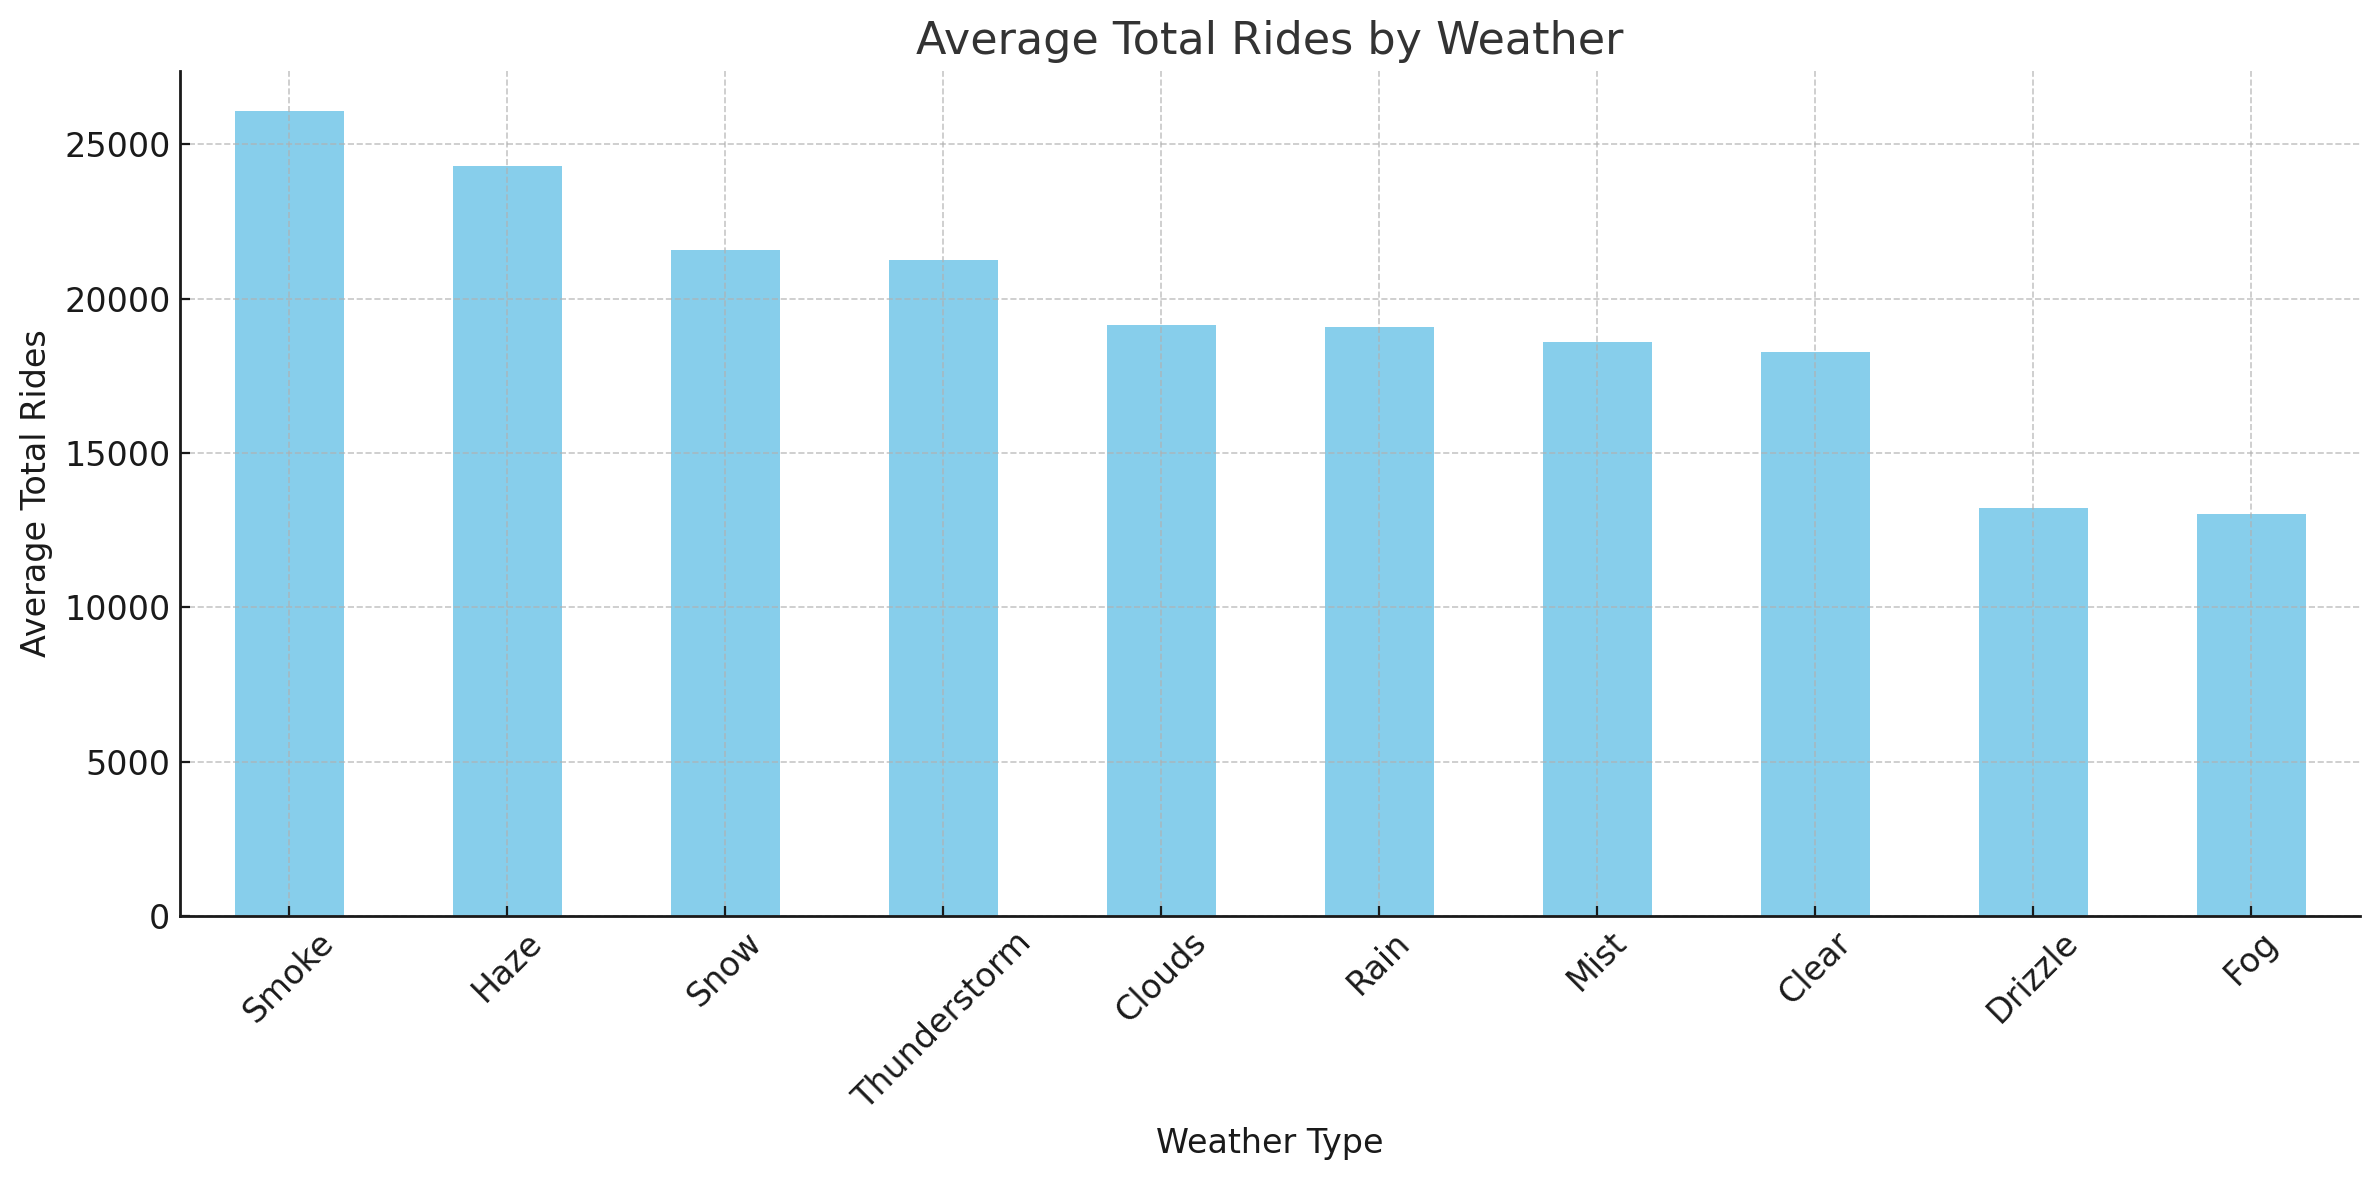 Average Total Rides by Weather
Average Total Rides
25000
20000
15000
10000
5000
0
Smoke
Haze
Snow
Thunderstorm
Clouds
Rain
Mist
Clear
Drizzle
Fog
Weather Type